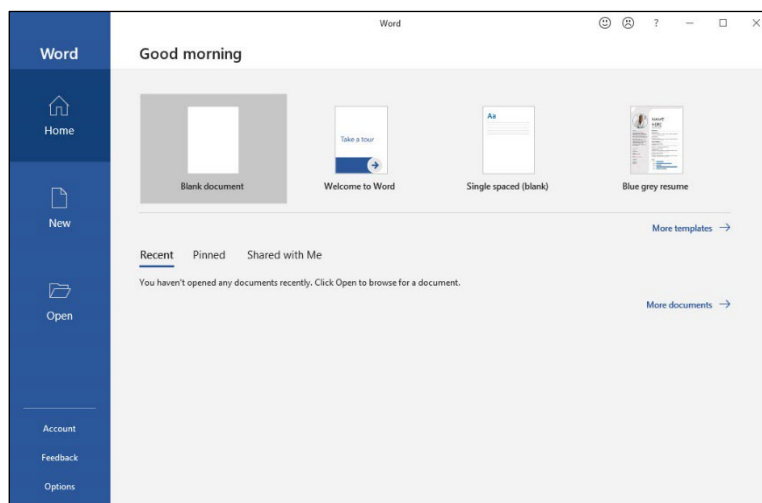 Word
?
Word
Good morning
Home
New
Open
Account
Feedback
Options
Take a tour
Aa
NAME
HERE
Blank document
Welcome to Word
Single spaced (blank)
Blue grey resume
More templates →
Recent Pinned Shared with Me
You haven't opened any documents recently. Click Open to browse for a document.
More documents →